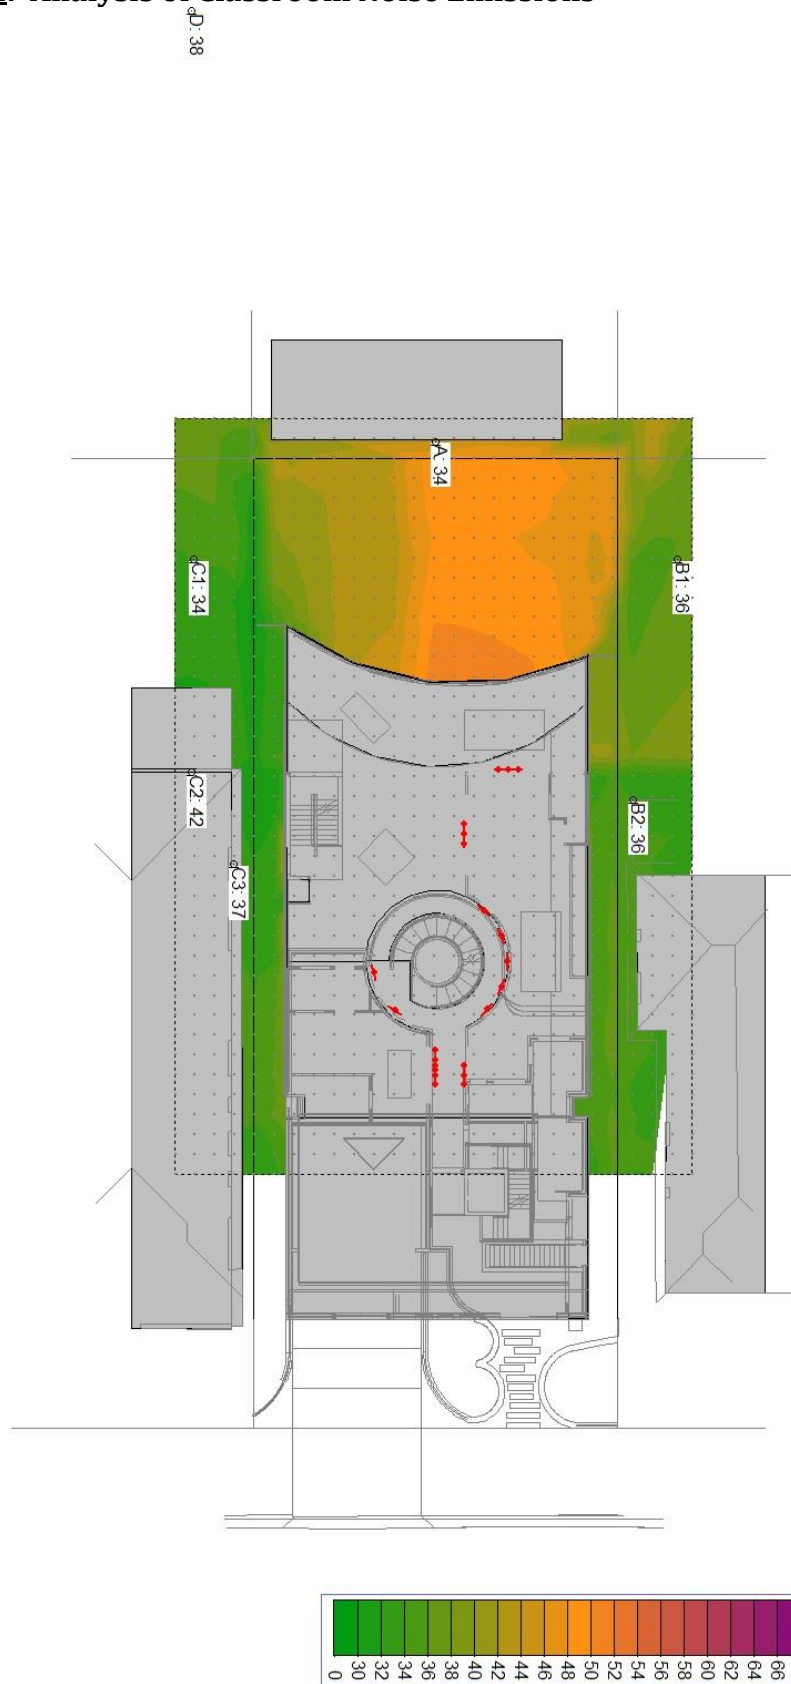 Analysis of Classroom Noise Emissions
D: 38
A: 34
C1: 34
B1: 36
C2: 42
B2: 36
C3: 37
0 30 32 34 36 38 40 42 44 46 48 50 52 54 56 58 60 62 64 66